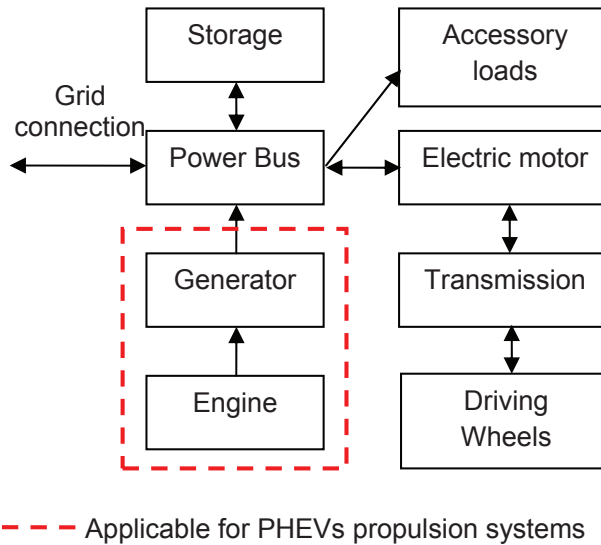 Storage
Accessory
loads
Grid
connection
Power Bus
Electric motor
Generator
Transmission
Engine
Driving
Wheels
Applicable for PHEVs propulsion systems